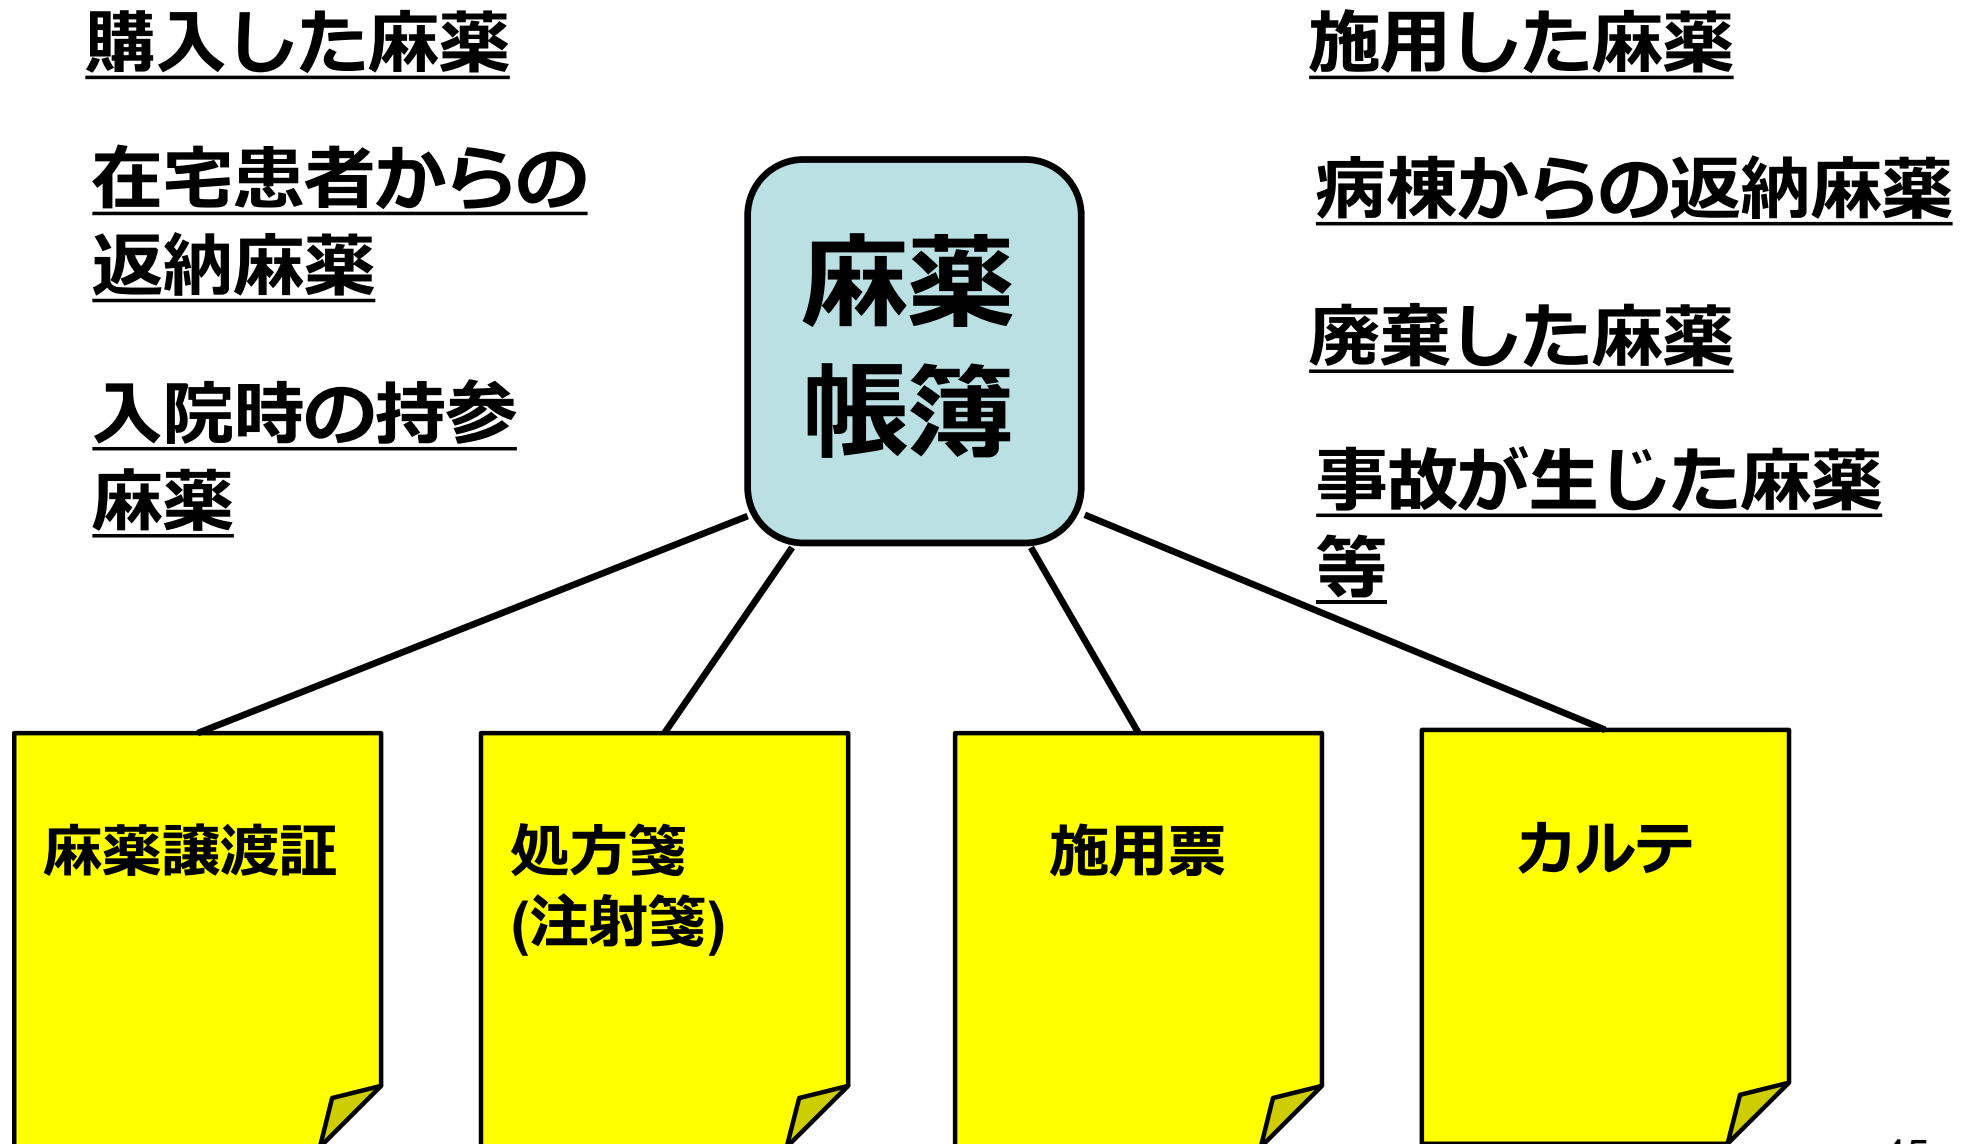 購入した麻薬
在宅患者からの
返納麻薬
入院時の持参
麻薬
麻薬
帳簿
施用した麻薬
病棟からの返納麻薬
廃棄した麻薬
事故が生じた麻薬
等
麻薬譲渡証
処方箋
(注射箋)
施用票
カルテ